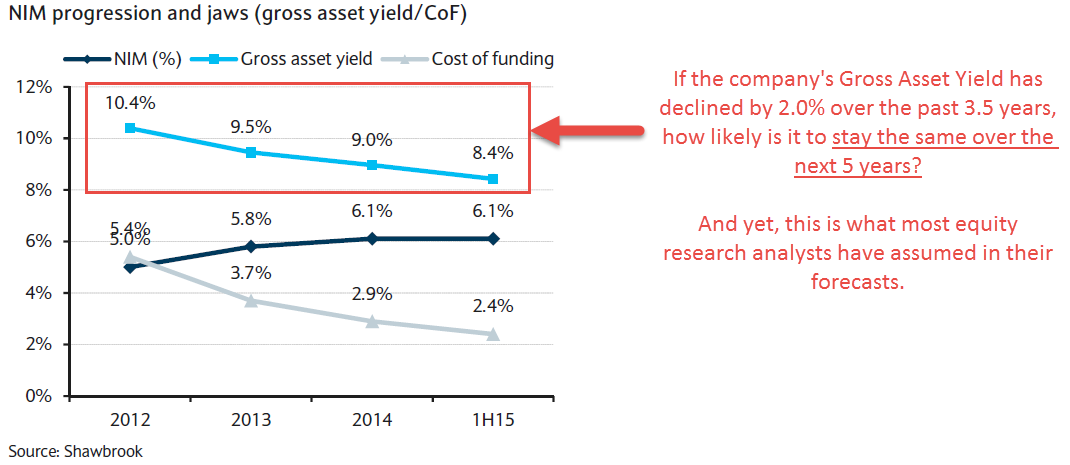 NIM progression and jaws (gross asset yield/CoF)
NIM (%) Gross asset yield Cost of funding
12%
10%
8%
6%
4%
2%
0%
10.4%
9.5%
9.0%
8.4%
5.4%
5.0%
5.8%
6.1%
6.1%
3.7%
2.9%
2.4%
2012 2013 2014 1H15
Source: Shawbrook
If the company's Gross Asset Yield has
declined by 2.0% over the past 3.5 years,
how likely is it to stay the same over the
next 5 years?
And yet, this is what most equity
research analysts have assumed in their
forecasts.